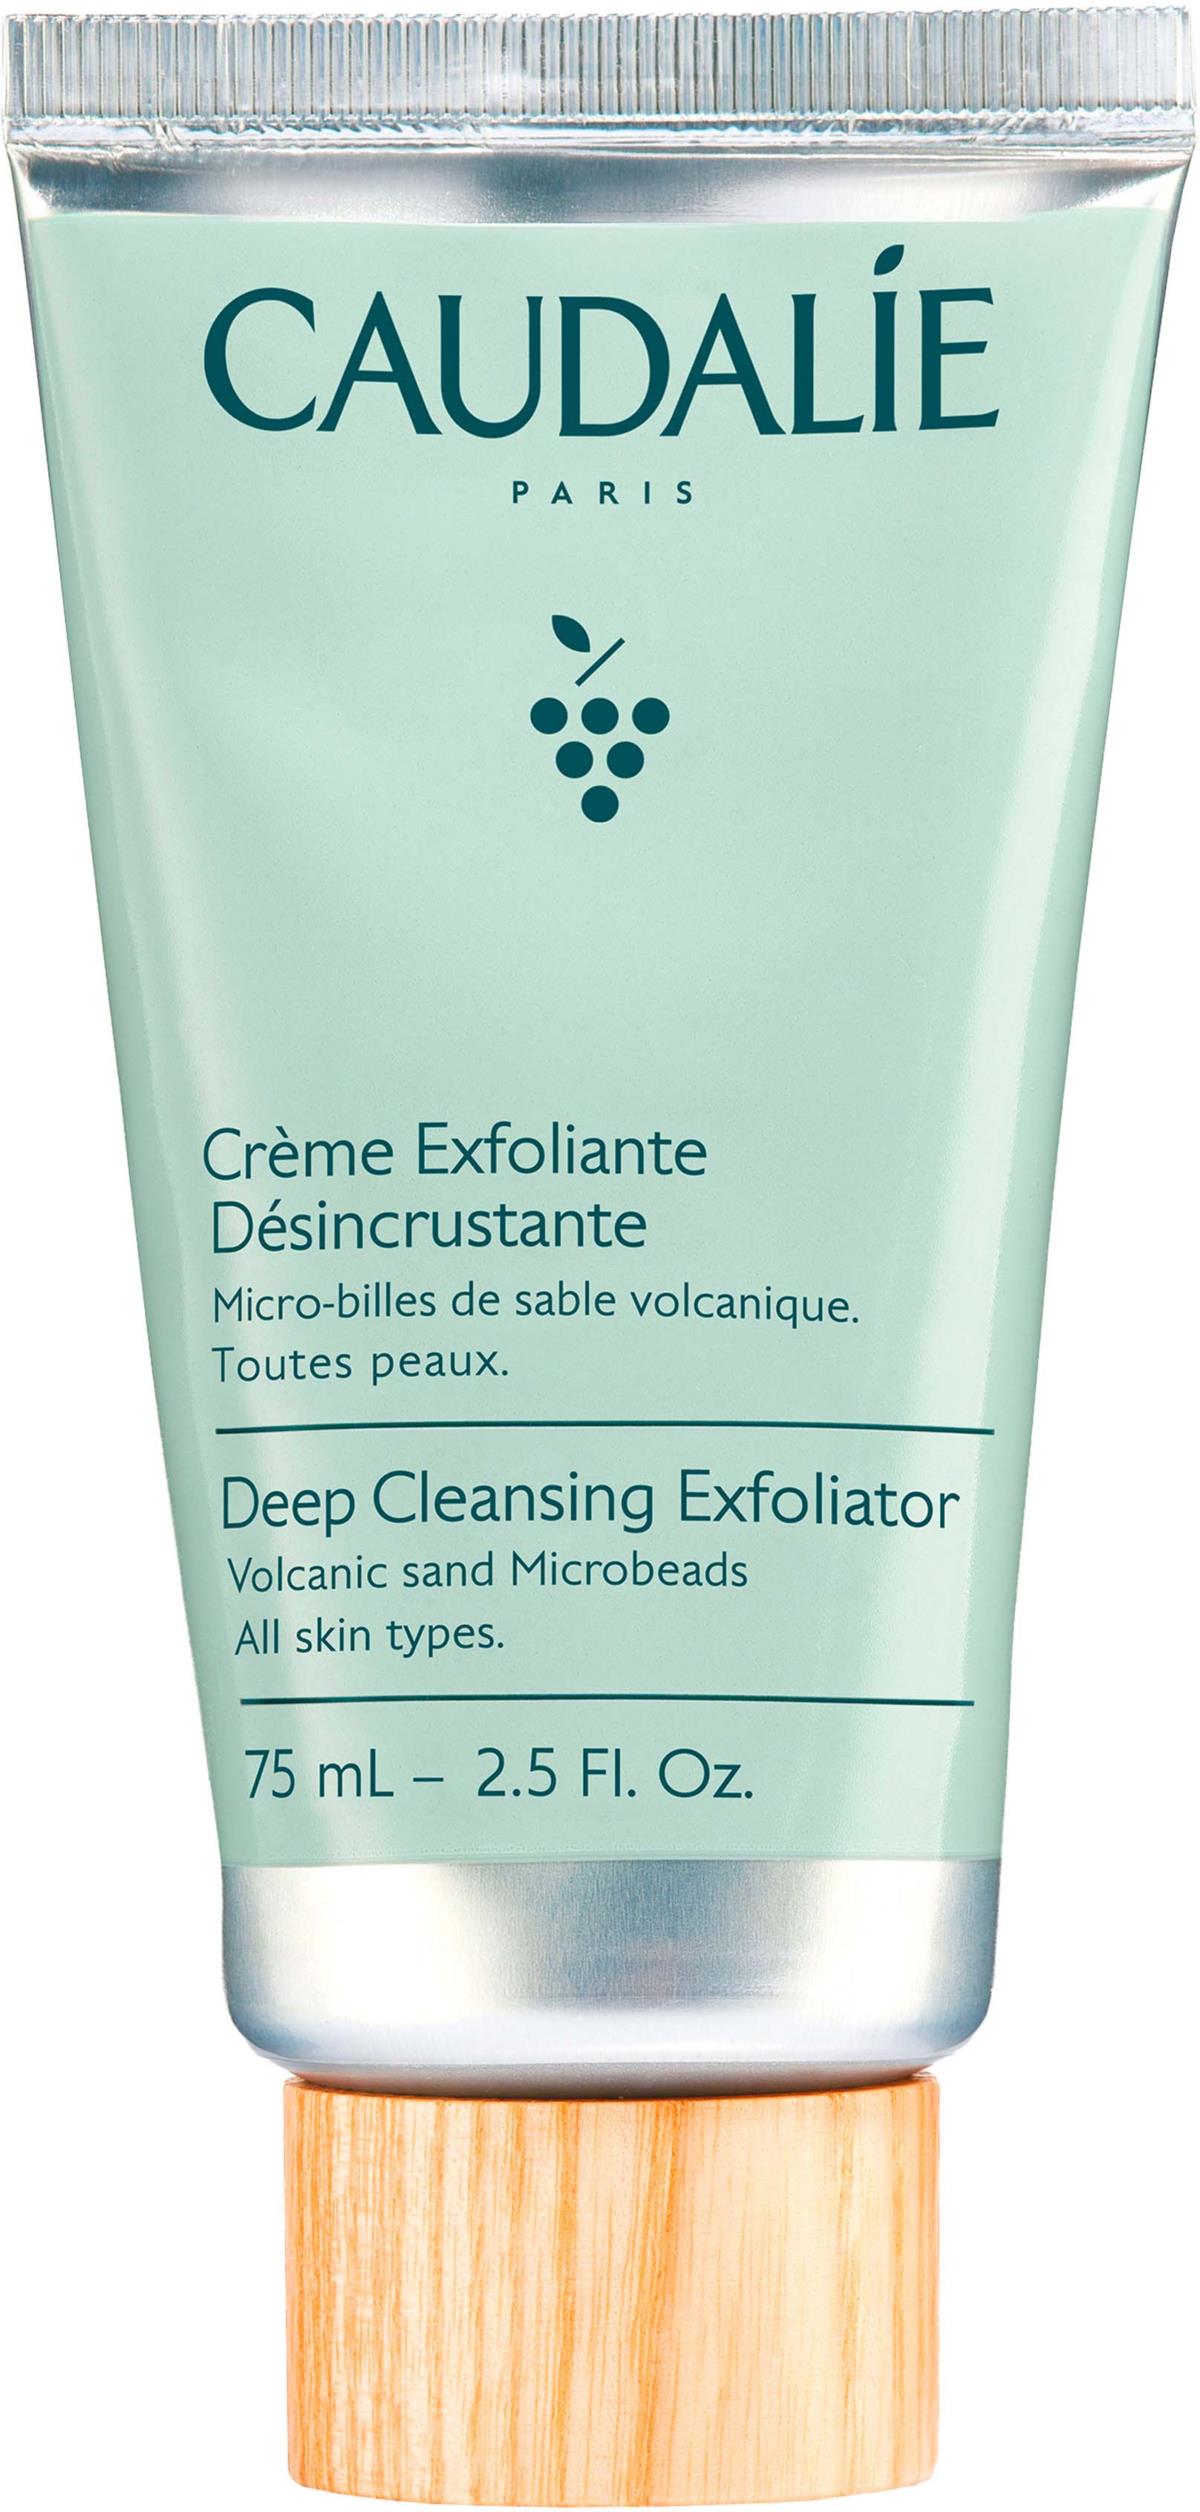 CAUDALÍE
PARIS
Crème Exfoliante
Désincrustante
Micro-billes de sable volcanique.
Toutes peaux.
Deep Cleansing Exfoliator
Volcanic sand Microbeads
All skin types.
75 mL – 2.5 Fl. Oz.